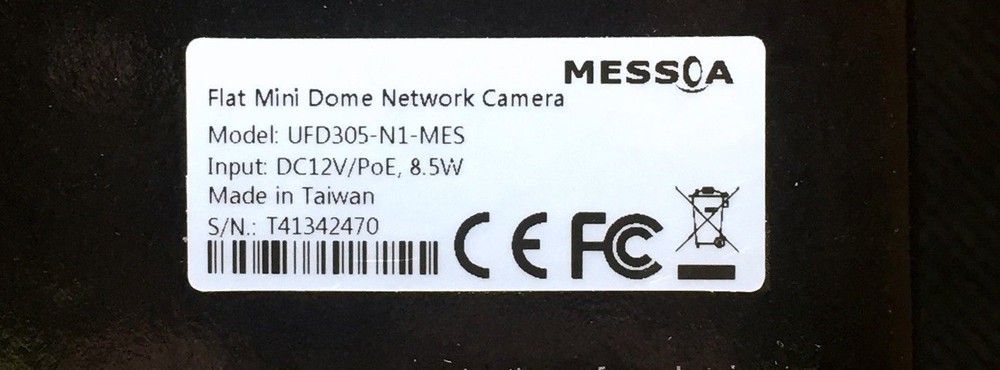 MESSOA
Flat Mini Dome Network Camera
Model: UFD305-N1-MES
Input: DC12V/PoE, 8.5W
Made in Taiwan
S/N.: T41342470
CE FC